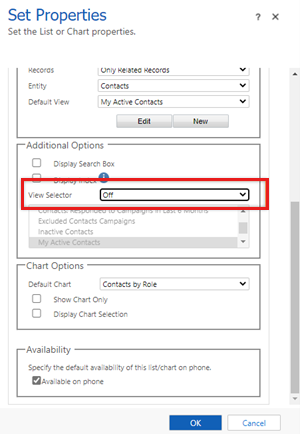 Set Properties
? ×
Set the List or Chart properties.
Records Only Related Records
Entity Contacts
Default View My Active Contacts
Edit New
Additional Options
Display Search Box
Display Index
View Selector Off
Contacts: Responded to Campaigns in Last 6 Months
Excluded Contacts Campaigns
Inactive Contacts
My Active Contacts
Chart Options
Default Chart Contacts by Role
Show Chart Only
Display Chart Selection
Availability
Specify the default availability of this list/chart on phone.
Available on phone
OK Cancel